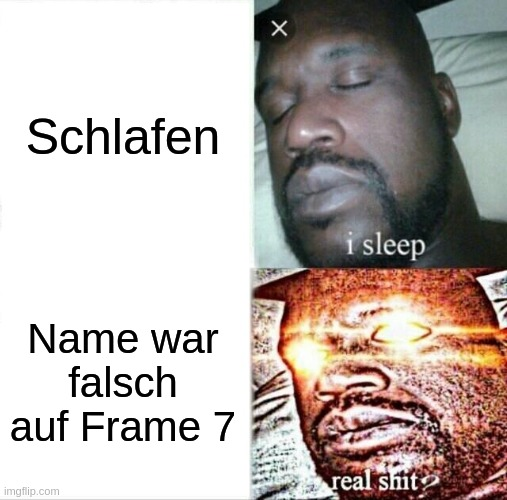 Schlafen
i sleep
Name war
falsch
auf Frame 7
real shit?
imgflip.com